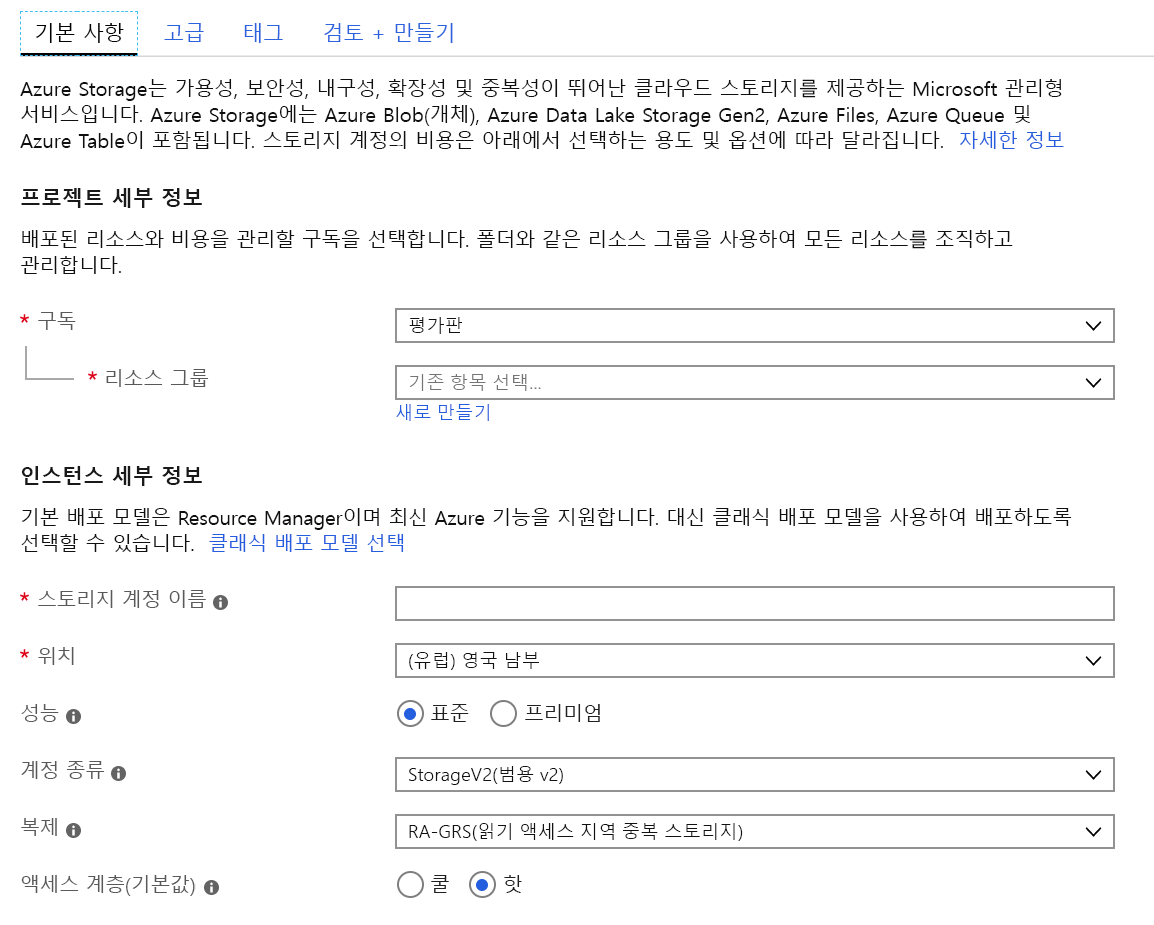 기본 사항 고급 태그 검토 + 만들기
Azure Storage는 가용성, 보안성, 내구성, 확장성 및 중복성이 뛰어난 클라우드 스토리지를 제공하는 Microsoft 관리형
서비스입니다. Azure Storage에는 Azure Blob(개체), Azure Data Lake Storage Gen2, Azure Files, Azure Queue 및
Azure Table이 포함됩니다. 스토리지 계정의 비용은 아래에서 선택하는 용도 및 옵션에 따라 달라집니다. 자세한 정보
프로젝트 세부 정보
배포된 리소스와 비용을 관리할 구독을 선택합니다. 폴더와 같은 리소스 그룹을 사용하여 모든 리소스를 조직하고
관리합니다.
* 구독 평가판
* 리소스 그룹 기존 항목 선택...
새로 만들기
인스턴스 세부 정보
기본 배포 모델은 Resource Manager이며 최신 Azure 기능을 지원합니다. 대신 클래식 배포 모델을 사용하여 배포하도록
선택할 수 있습니다. 클래식 배포 모델 선택
* 스토리지 계정 이름
* 위치 (유럽) 영국 남부
성능 표준 프리미엄
계정 종류 StorageV2(범용 v2)
복제 RA-GRS(읽기 액세스 지역 중복 스토리지)
액세스 계층(기본값) 쿨 핫